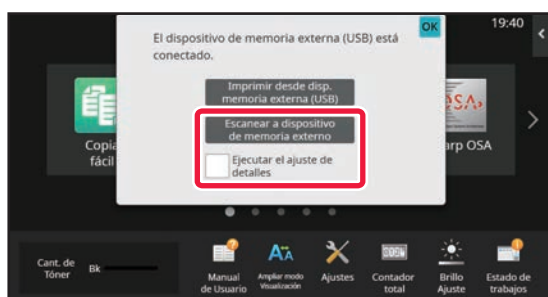 19:40
OK
El dispositivo de memoria externa (USB) está
conectado.
Imprimir desde disp.
memoria externa (USB)
Escanear a dispositivo
de memoria externo
Ejecutar el ajuste de
detalles
Copia
fácil
arp OSA
Cant. de
Tóner
Bk
Manual
de Usuario
Ampliar modo
Visualización
Ajustes
Contador
total
Brillo
Ajuste
Estado de
trabajos